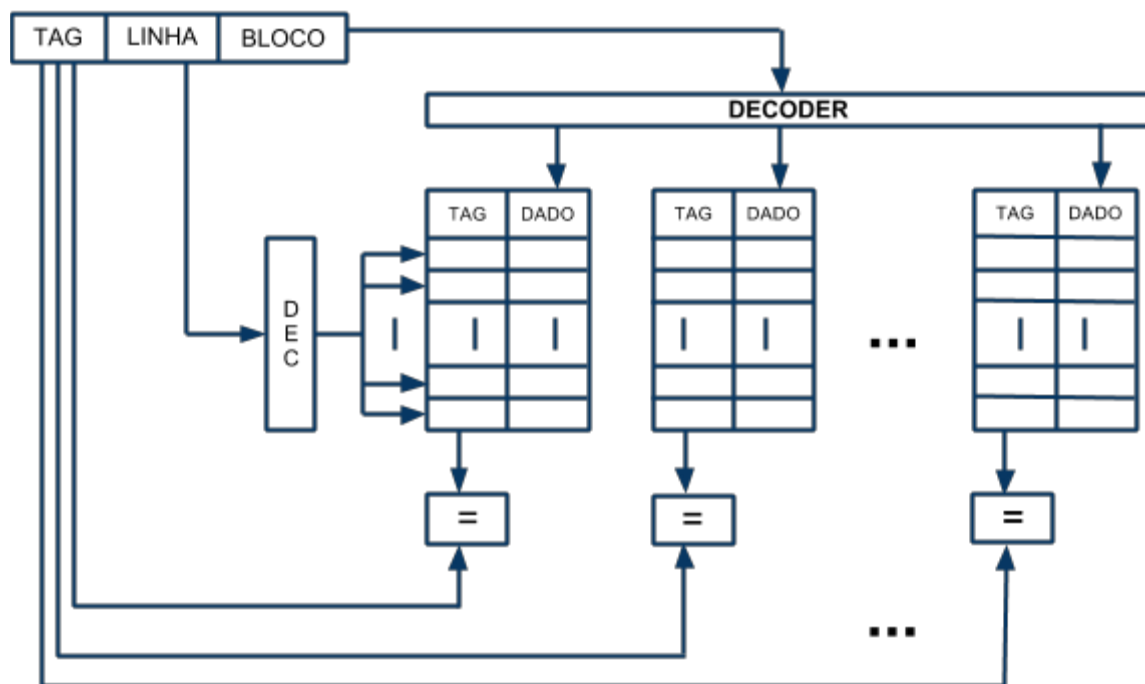 TAG LINHA BLOCO
DECODER
TAG DADO TAG DADO TAG DADO
D
E
C
...
= = =
...